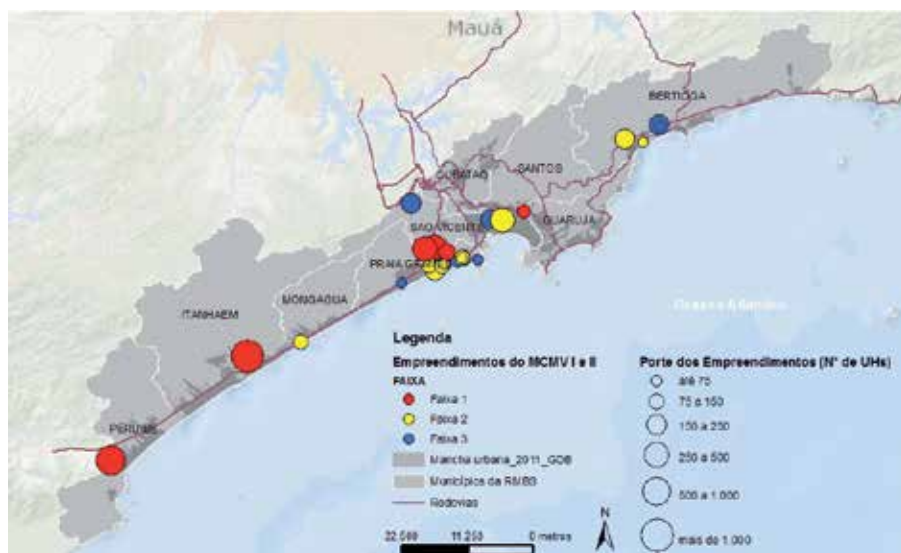 Mauá
BERTIOGA
CUBATÃO
SANTOS
SÃO VICENTE
GUARUJÁ
PRAIA GRANDE
MONGAGUÁ
ITANHAEM
PERUIBE
Legenda
Empreendimentos do MCMV I e II
FAIXA
Faixa 1
Faixa 2
Faixa 3
Mancha urbana_2011_GDB
Municípios da RMBS
Rodovias
22.500 11.250 0 metros
N
Porte dos Empreendimentos (N° de UHs)
até 75
75 a 150
150 a 250
250 a 500
500 a 1.000
mais de 1.000